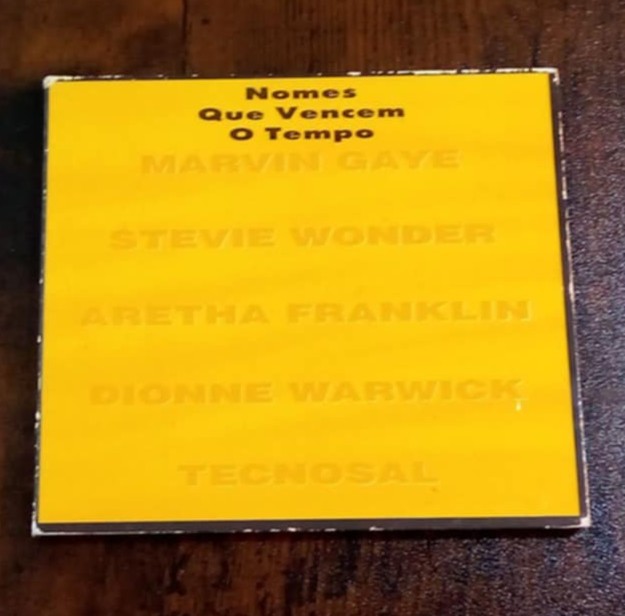 Nomes
Que Vencem
O Tempo
MARVIN GAYE
STEVIE WONDER
ARETHA FRANKLIN
DIONNE WARWICK
TECNOSAL